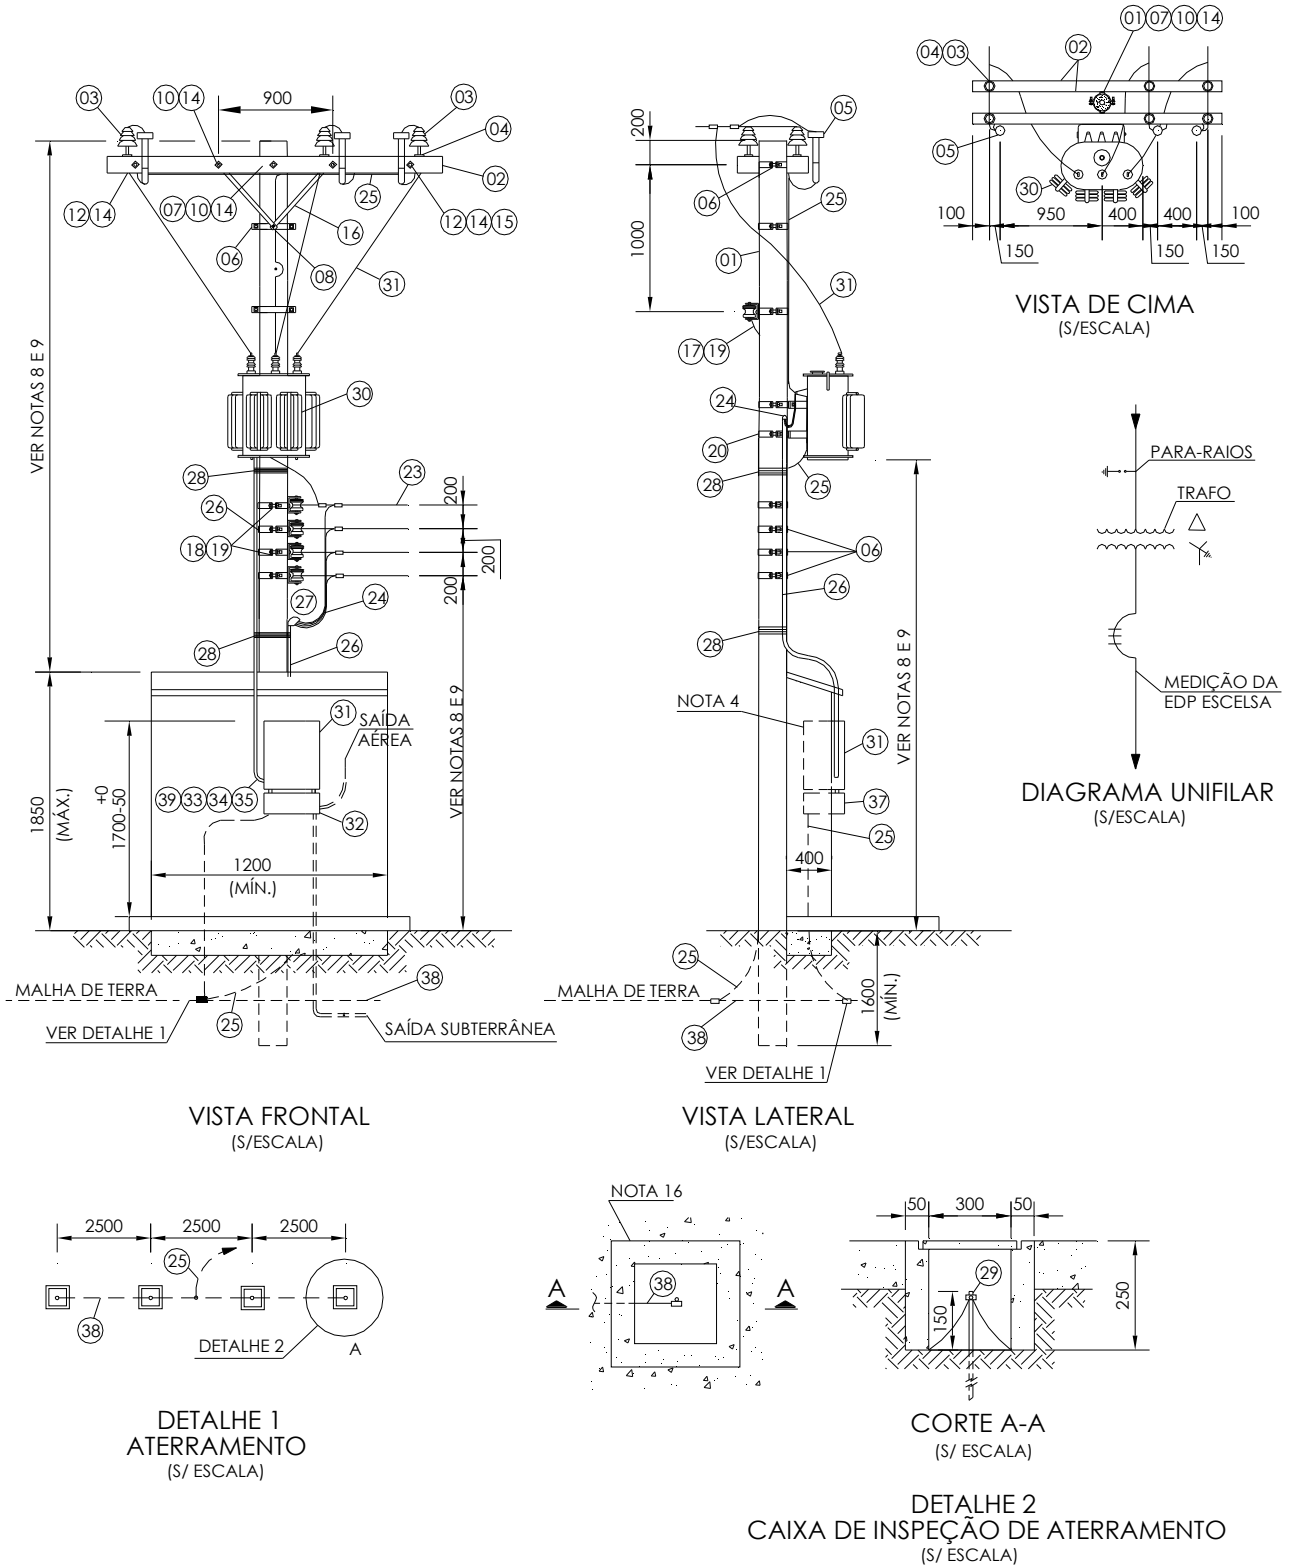 01 07 10 14
04 03
02
05
30
100
950
400
400
100
150
150
150
VISTA DE CIMA
(S/ESCALA)
03
10 14
900
03
04
02
12 14
07 10 14
25
16
12 14 15
06
08
31
VER NOTAS 8 E 9
30
28
23
26
18 19
200
200
200
27
24
28
26
31
SAÍDA
AÉREA
39 33 34 35
32
1850
(MÁX.)
+0
1700-50
1200
(MÍN.)
VER NOTAS 8 E 9
MALHA DE TERRA
38
VER DETALHE 1
25
SAÍDA SUBTERRÂNEA
VISTA FRONTAL
(S/ESCALA)
200
05
06
25
1000
01
31
17 19
24
20
28
25
06
26
28
NOTA 4
31
37
25
400
VER NOTAS 8 E 9
25
MALHA DE TERRA
38
1600
(MÍN.)
VER DETALHE 1
VISTA LATERAL
(S/ESCALA)
PARA-RAIOS
TRAFO
MEDIÇÃO DA
EDP ESCELSA
DIAGRAMA UNIFILAR
(S/ESCALA)
2500
2500
2500
25
38
DETALHE 2
A
DETALHE 1
ATERRAMENTO
(S/ ESCALA)
NOTA 16
A
38
A
50
300
50
29
150
250
CORTE A-A
(S/ ESCALA)
DETALHE 2
CAIXA DE INSPEÇÃO DE ATERRAMENTO
(S/ ESCALA)